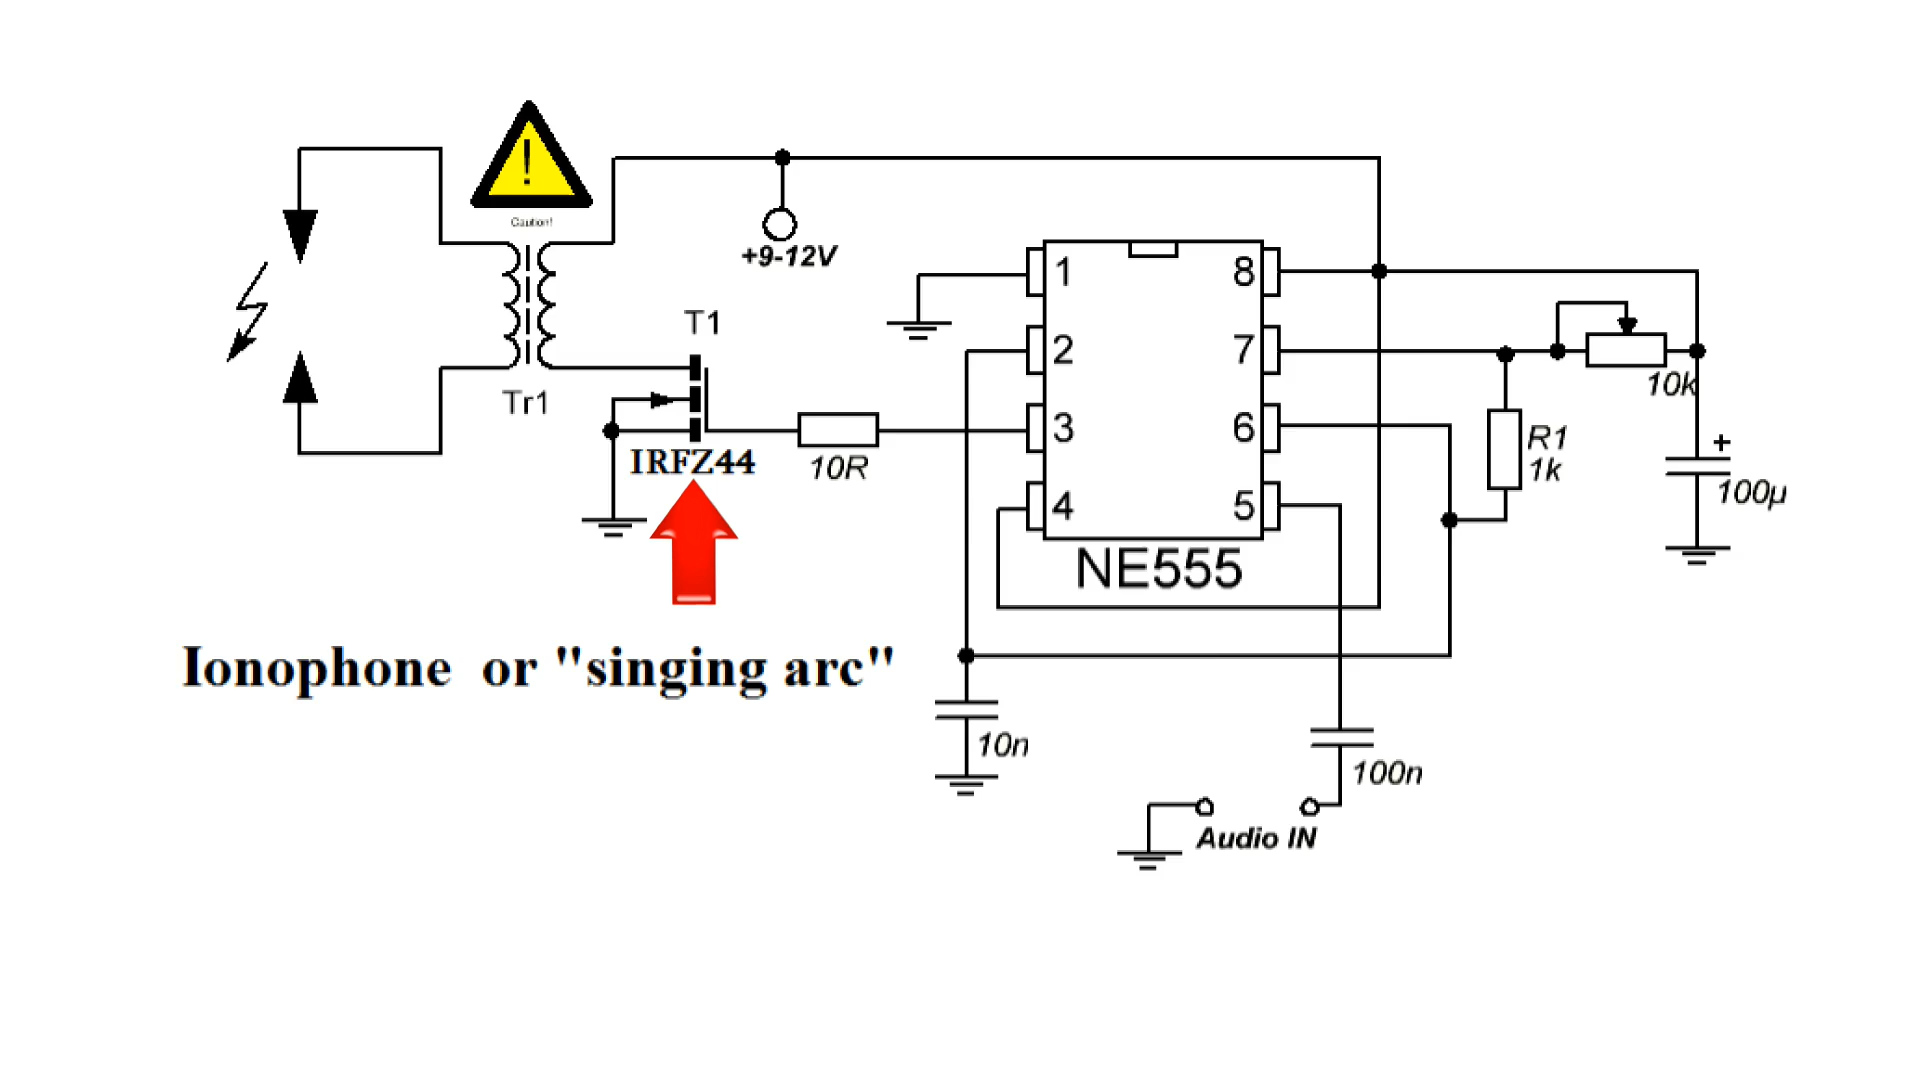 !
Caution!
+9-12V
T1
Tr1
IRFZ44
10R
1
2
3
4
8
7
6
5
NE555
10k
R1
1k
+
100µ
Ionophone or "singing arc"
10n
100n
Audio IN